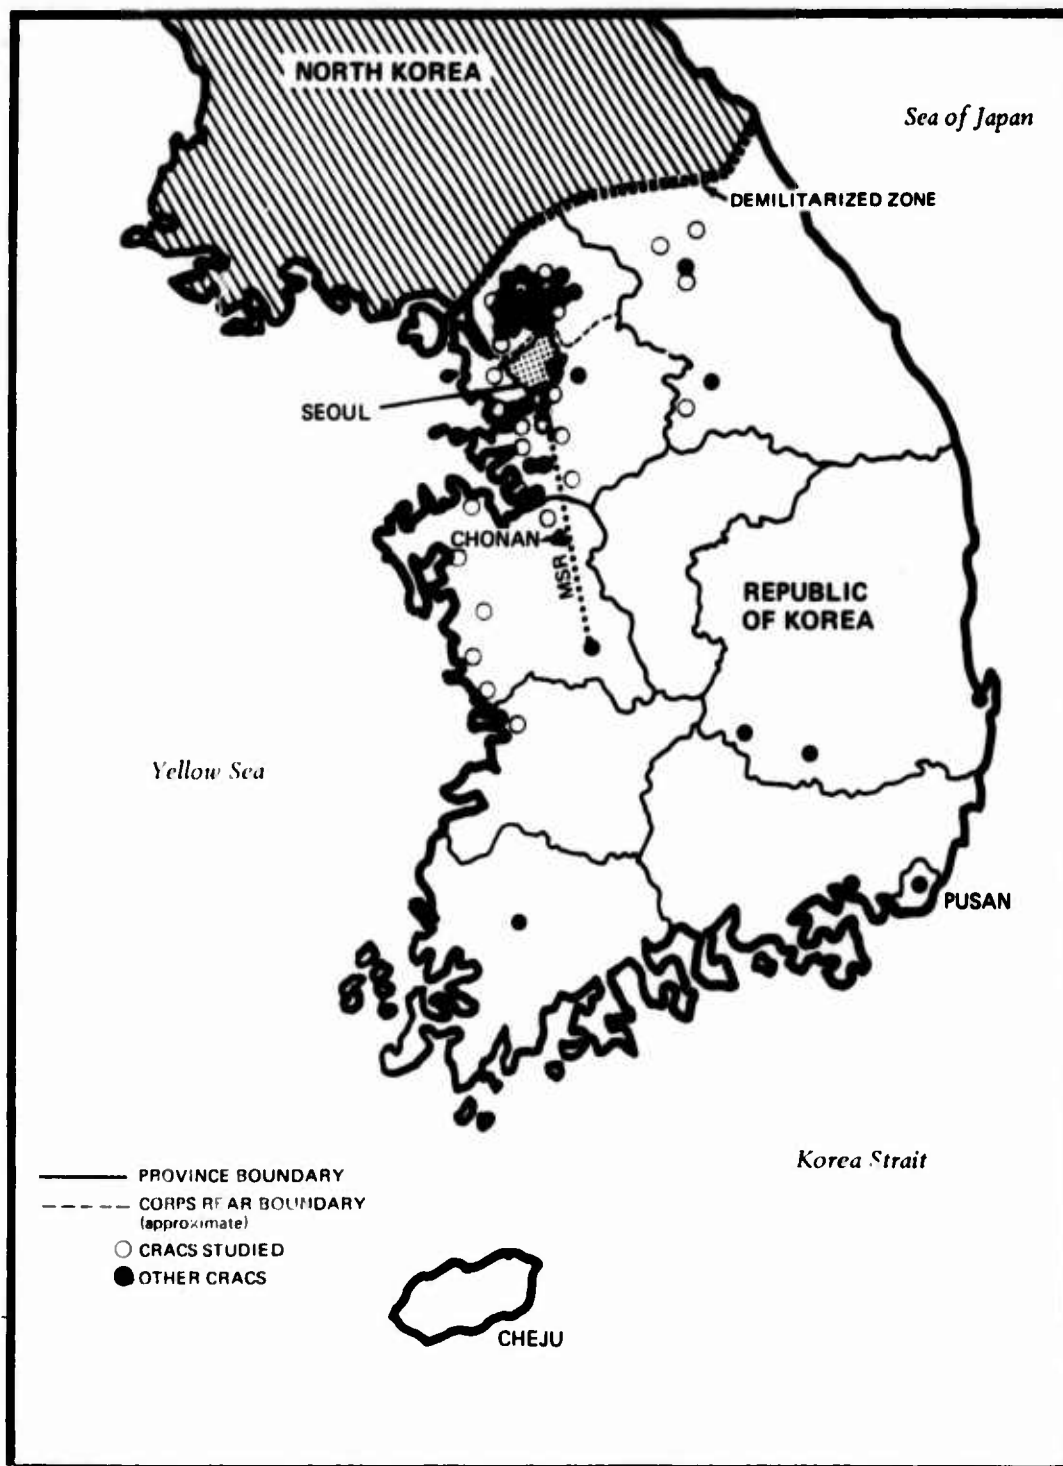 NORTH KOREA
Sea of Japan
DEMILITARIZED ZONE
SEOUL
CHONAN
MSR
REPUBLIC
OF KOREA
Yellow Sea
PUSAN
Korea Strait
PROVINCE BOUNDARY
CORPS REAR BOUNDARY
(approximate)
CRACS STUDIED
OTHER CRACS
CHEJU